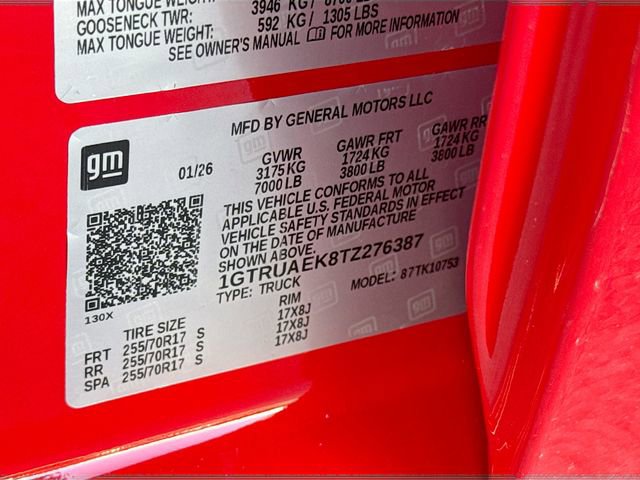 MAX TONGUE WEIGHT: 3946 KG / 8700 LBS
GOOSENECK TWR: 592 KG / 1305 LBS
MAX TONGUE WEIGHT:
SEE OWNER'S MANUAL FOR MORE INFORMATION
MFD BY GENERAL MOTORS LLC
gm
01/26
GVWR GAWR FRT GAWR RR
3175 KG 1724 KG 1724 KG
7000 LB 3800 LB 3800 LB
THIS VEHICLE CONFORMS TO ALL
APPLICABLE U.S. FEDERAL MOTOR
VEHICLE SAFETY STANDARDS IN EFFECT
ON THE DATE OF MANUFACTURE
SHOWN ABOVE.
1GTRUAEK8TZ276387
TYPE: TRUCK MODEL: 87TK10753
130X
TIRE SIZE RIM
FRT 255/70R17 S 17X8J
RR 255/70R17 S 17X8J
SPA 255/70R17 S 17X8J